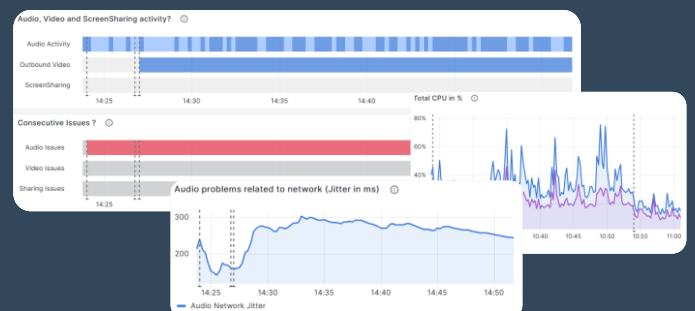 Audio, Video and ScreenSharing activity?
Audio Activity
Outbound Video
ScreenSharing
14:25 14:30 14:35 14:40
Consecutive Issues ?
Audio Issues
Video Issues
Sharing Issues
14:25
Total CPU in %
80%
60%
40%
10:40 10:45 10:50 10:55 11:00
Audio problems related to network (Jitter in ms)
300
200
14:25 14:30 14:35 14:40 14:45 14:50
Audio Network Jitter